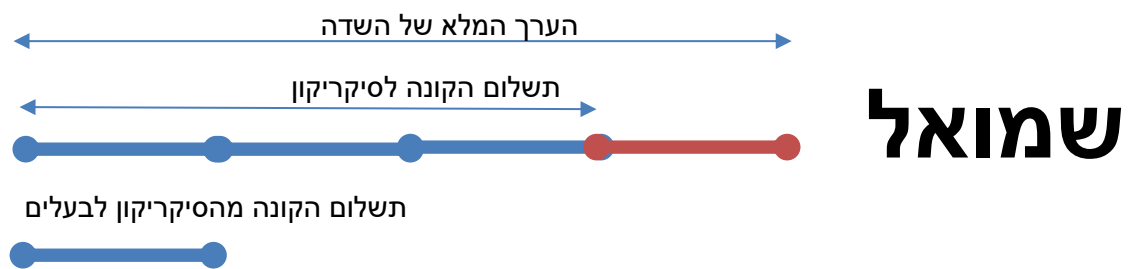 הערך המלא של השדה
תשלום הקונה לסיקריקון
שמואל
תשלום הקונה מהסיקריקון לבעלים